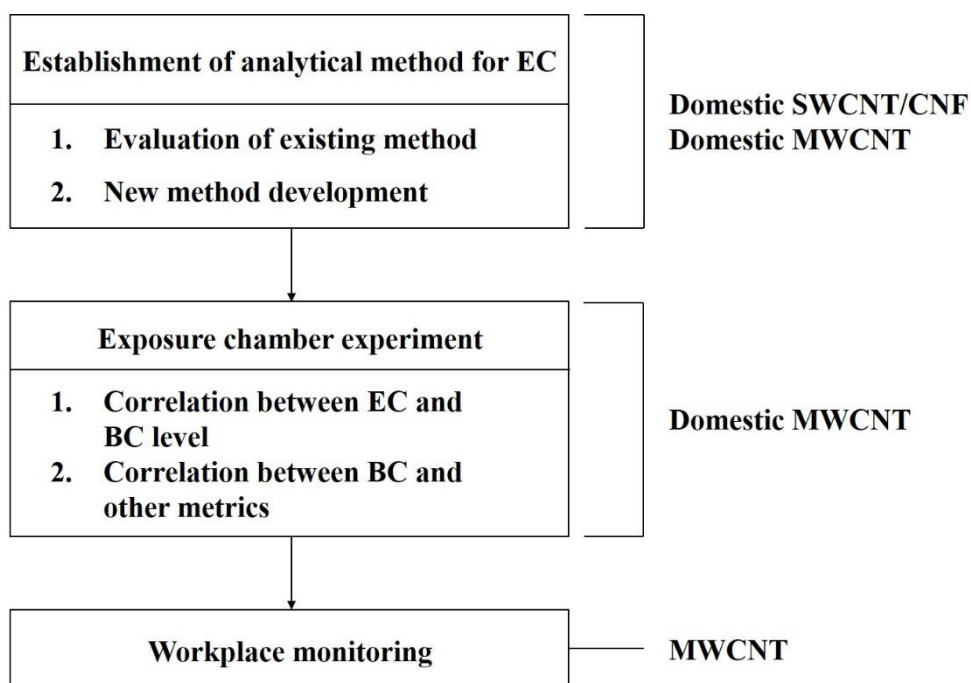 Establishment of analytical method for EC
1. Evaluation of existing method
2. New method development
Domestic SWCNT/CNF
Domestic MWCNT
Exposure chamber experiment
1. Correlation between EC and
BC level
2. Correlation between BC and
other metrics
Domestic MWCNT
Workplace monitoring
MWCNT